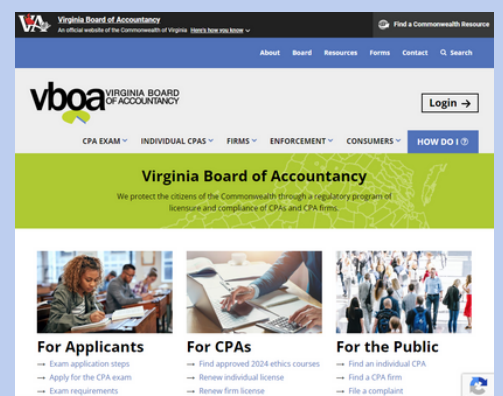 Virginia Board of Accountancy
An official website of the Commonwealth of Virginia Here's how you know
Find a Commonwealth Resource
About Board Resources Forms Contact Search
vboa VIRGINIA BOARD
OF ACCOUNTANCY
Login →
CPA EXAM INDIVIDUAL CPAS FIRMS ENFORCEMENT CONSUMERS HOW DO I
Virginia Board of Accountancy
We protect the citizens of the Commonwealth through a regulatory program of
licensure and compliance of CPAs and CPA firms.
For Applicants
→ Exam application steps
→ Apply for the CPA exam
→ Exam requirements
For CPAs
→ Find approved 2024 ethics courses
→ Renew individual license
→ Renew firm license
For the Public
→ Find an individual CPA
→ Find a CPA firm
→ File a complaint